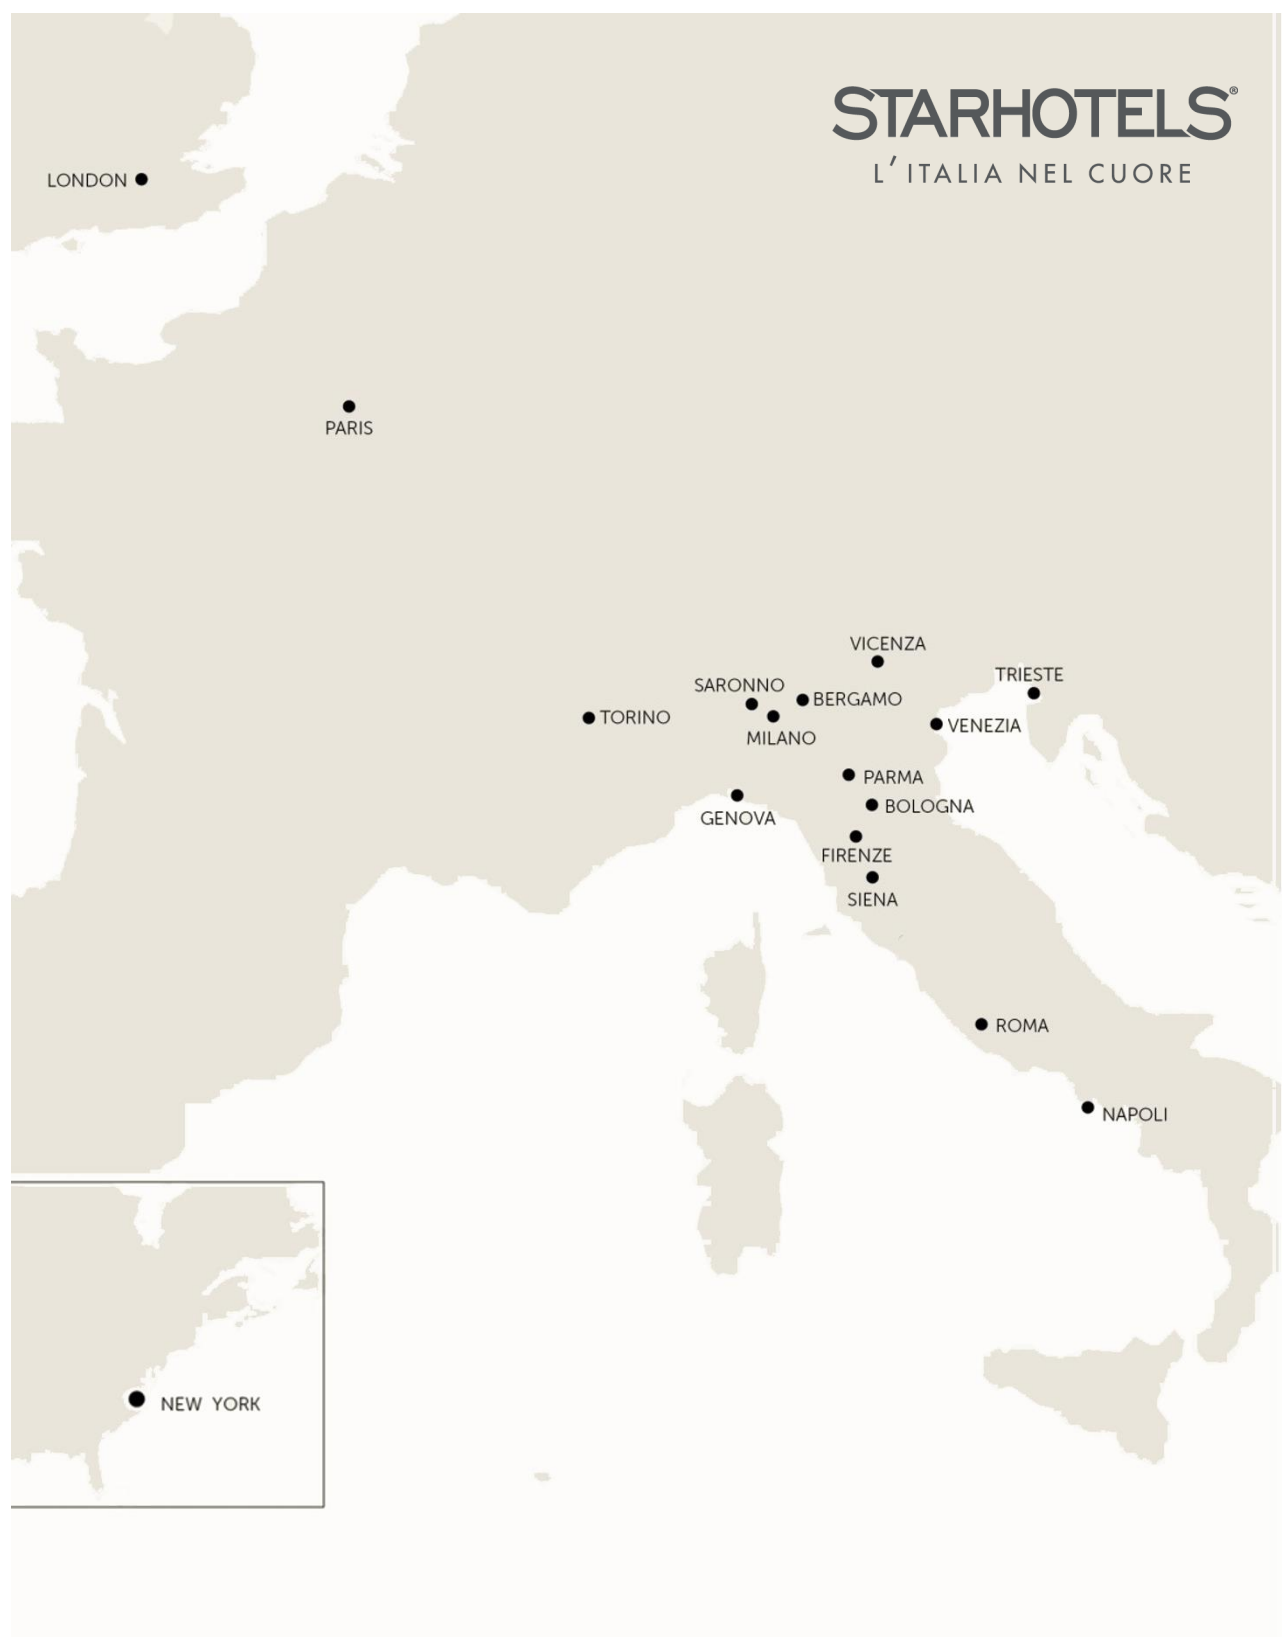 STARHOTELS®
L'ITALIA NEL CUORE
LONDON
PARIS
VICENZA
TRIESTE
SARONNO
BERGAMO
TORINO
VENEZIA
MILANO
PARMA
BOLOGNA
GENOVA
FIRENZE
SIENA
ROMA
NAPOLI
NEW YORK